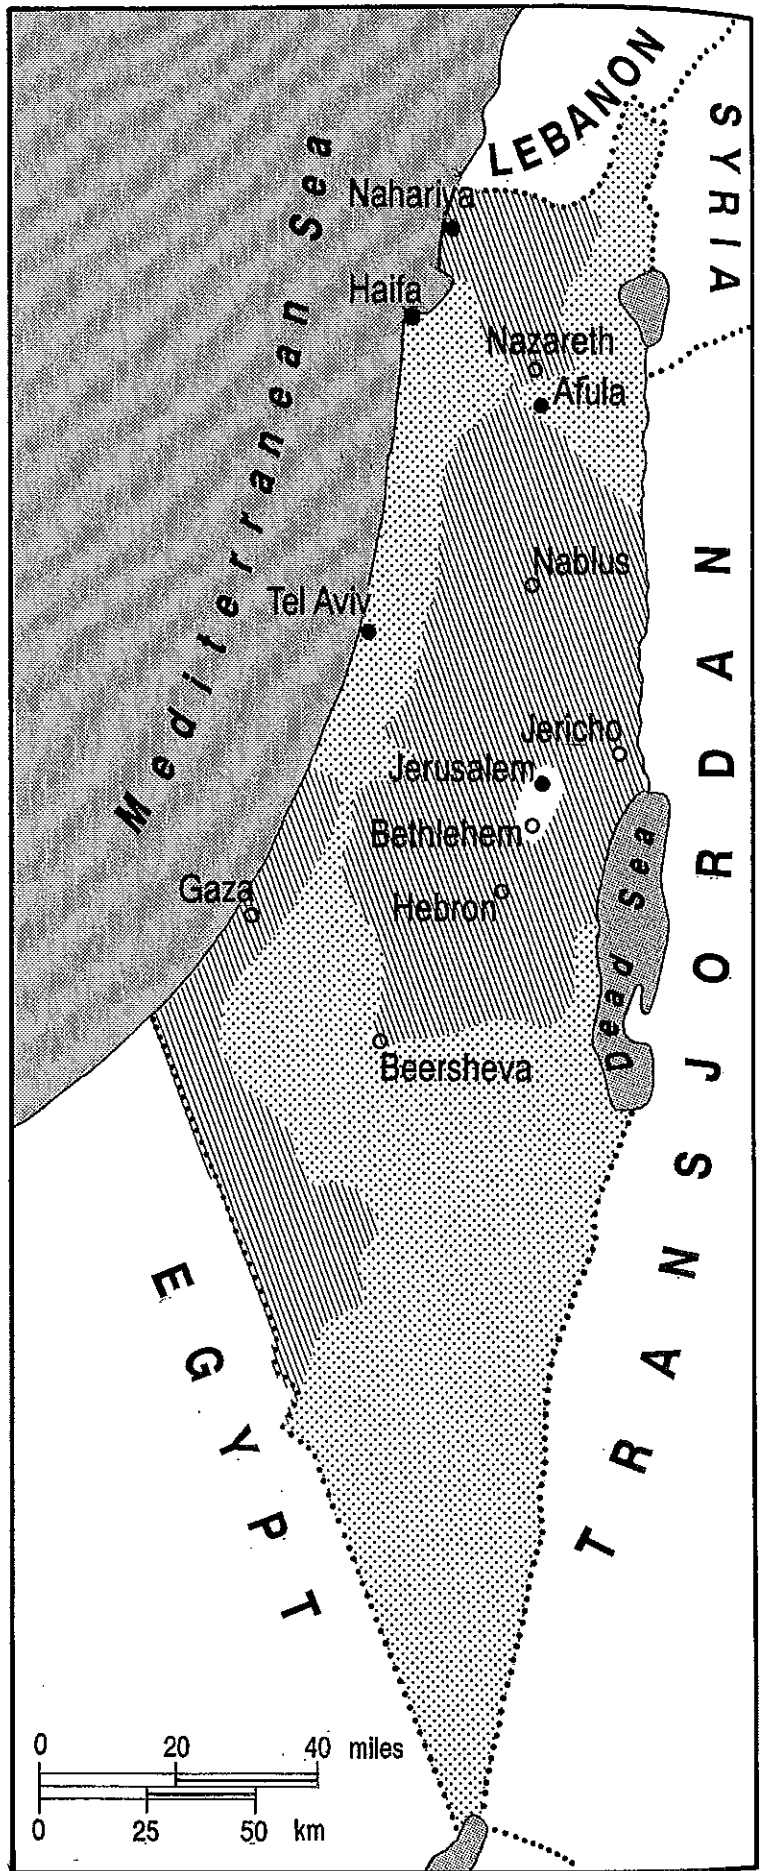 LEBANON
SYRIA
Mediterranean Sea
Nahariya
Haifa
Nazareth
Afula
Nablus
Tel Aviv
Jericho
Jerusalem
Bethlehem
Gaza
Hebron
Dead Sea
Beersheva
TRANSJORDAN
EGYPT
0 20 40 miles
0 25 50 km